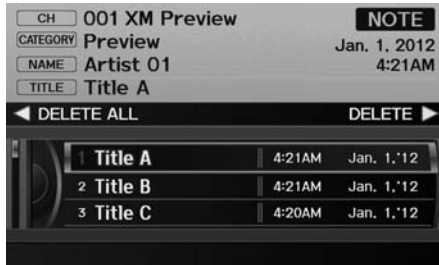 CH 001 XM Preview NOTE
CATEGORY Preview Jan. 1, 2012
NAME Artist 01 4:21AM
TITLE Title A
DELETE ALL DELETE
1 Title A 4:21AM Jan. 1,'12
2 Title B 4:21AM Jan. 1,'12
3 Title C 4:20AM Jan. 1,'12